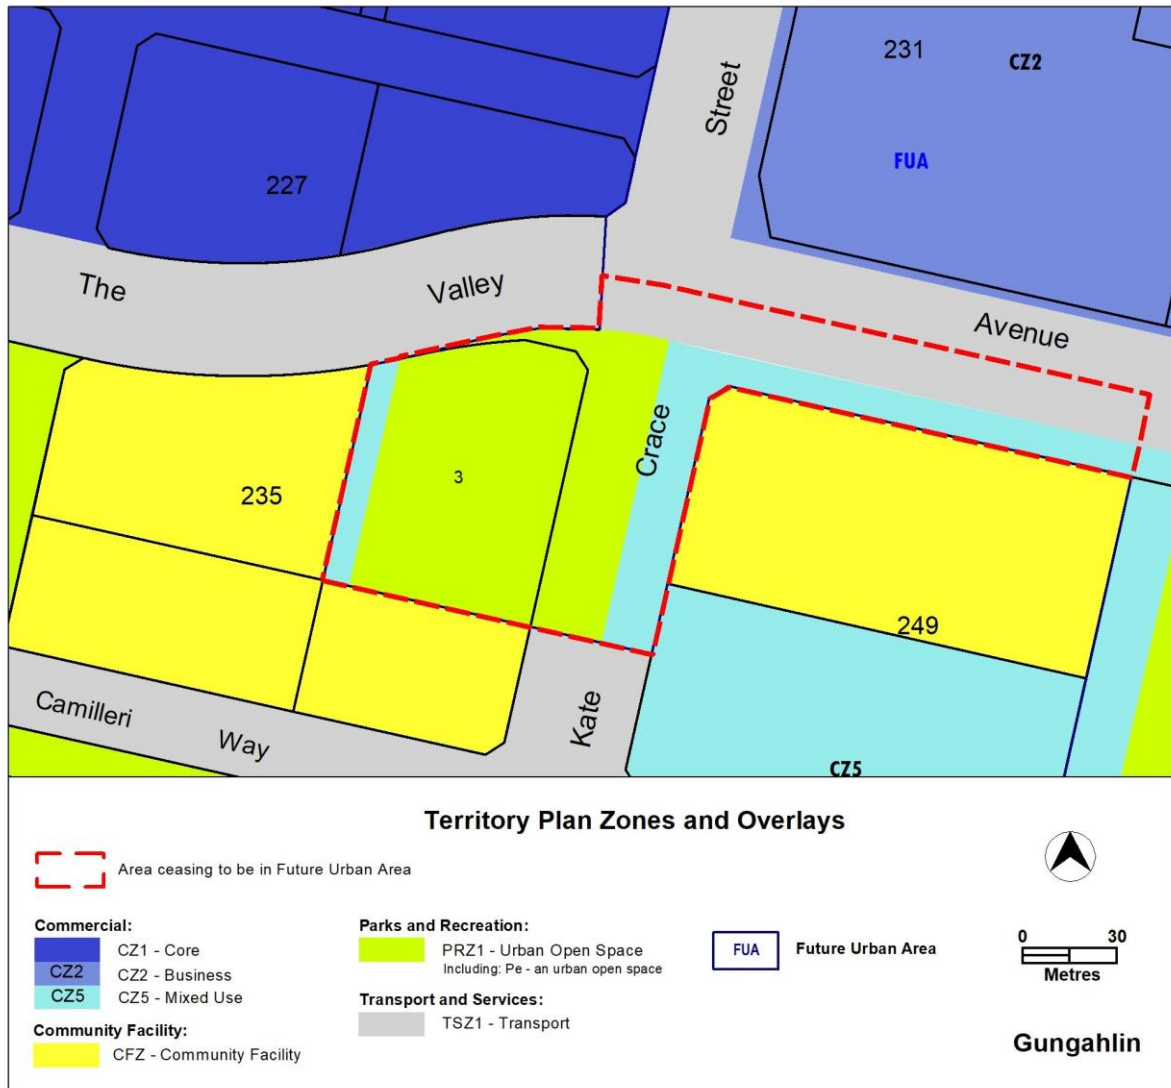 231
CZ2
Street
FUA
227
The
Valley
Avenue
Crace
3
235
249
Kate
Camilleri
Way
CZ5
Territory Plan Zones and Overlays
Area ceasing to be in Future Urban Area
Commercial:
CZ1 - Core
CZ2
CZ2 - Business
CZ5
CZ5 - Mixed Use
Community Facility:
CFZ - Community Facility
Parks and Recreation:
PRZ1 - Urban Open Space
Including: Pe - an urban open space
Transport and Services:
TSZ1 - Transport
FUA
Future Urban Area
0 30
Metres
Gungahlin